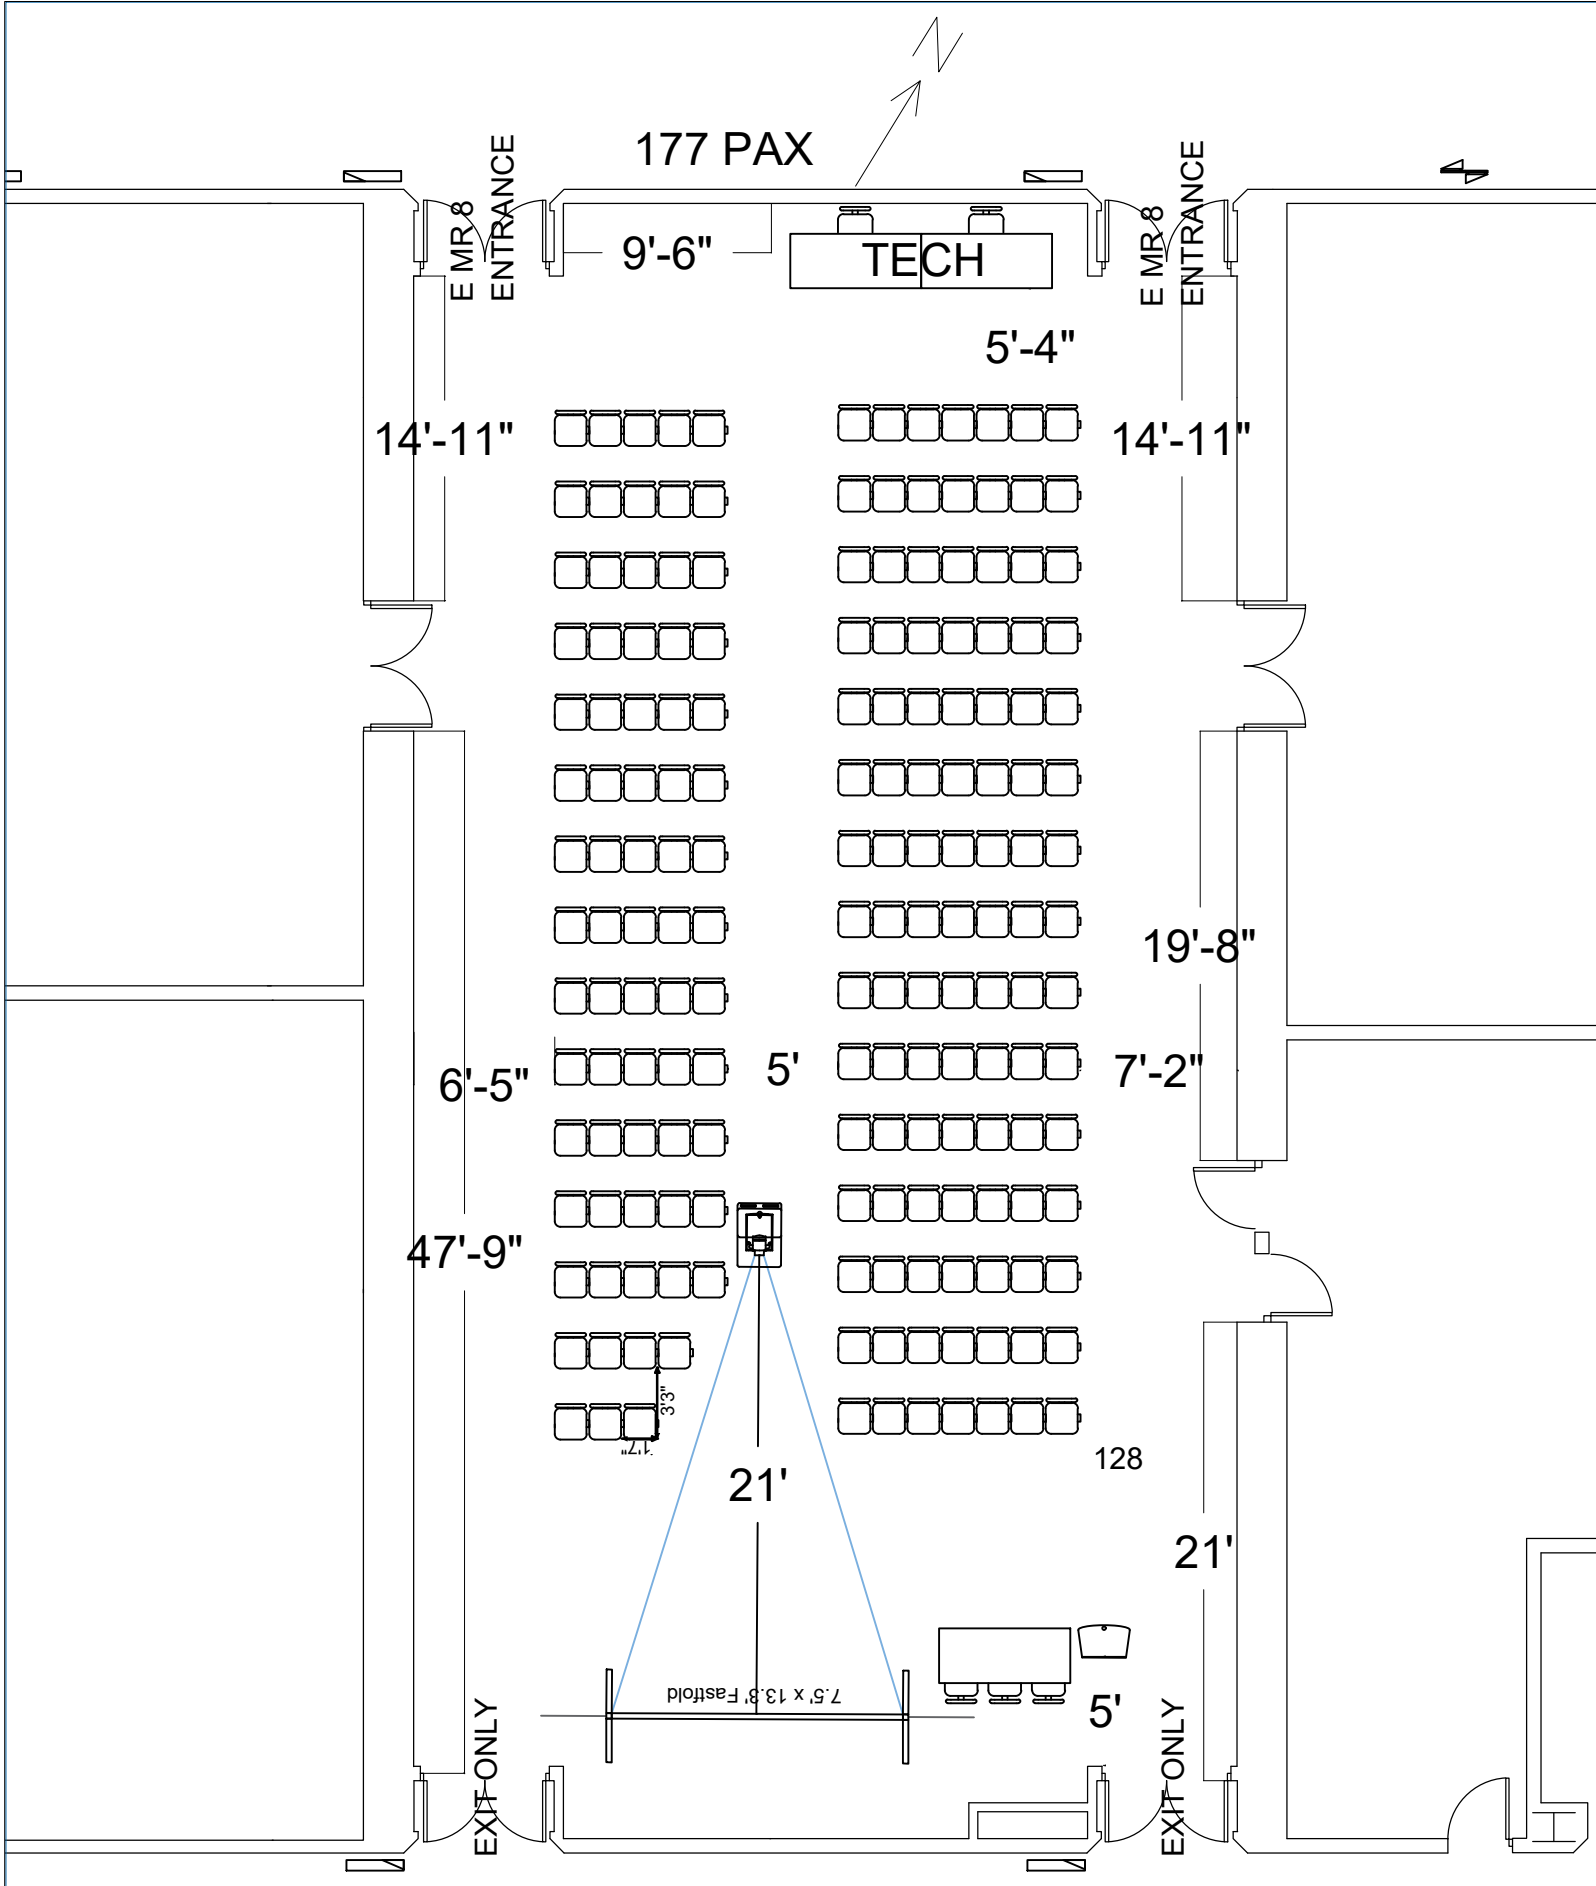 N
177 PAX
E MR 8
ENTRANCE
E MR 8
ENTRANCE
9'-6"
TECH
5'-4"
14'-11"
14'-11"
19'-8"
6'-5"
5'
7'-2"
47'-9"
3'3"
1'7"
128
21'
21'
7.5' x 13.3' Fastfold
5'
EXIT ONLY
EXIT ONLY